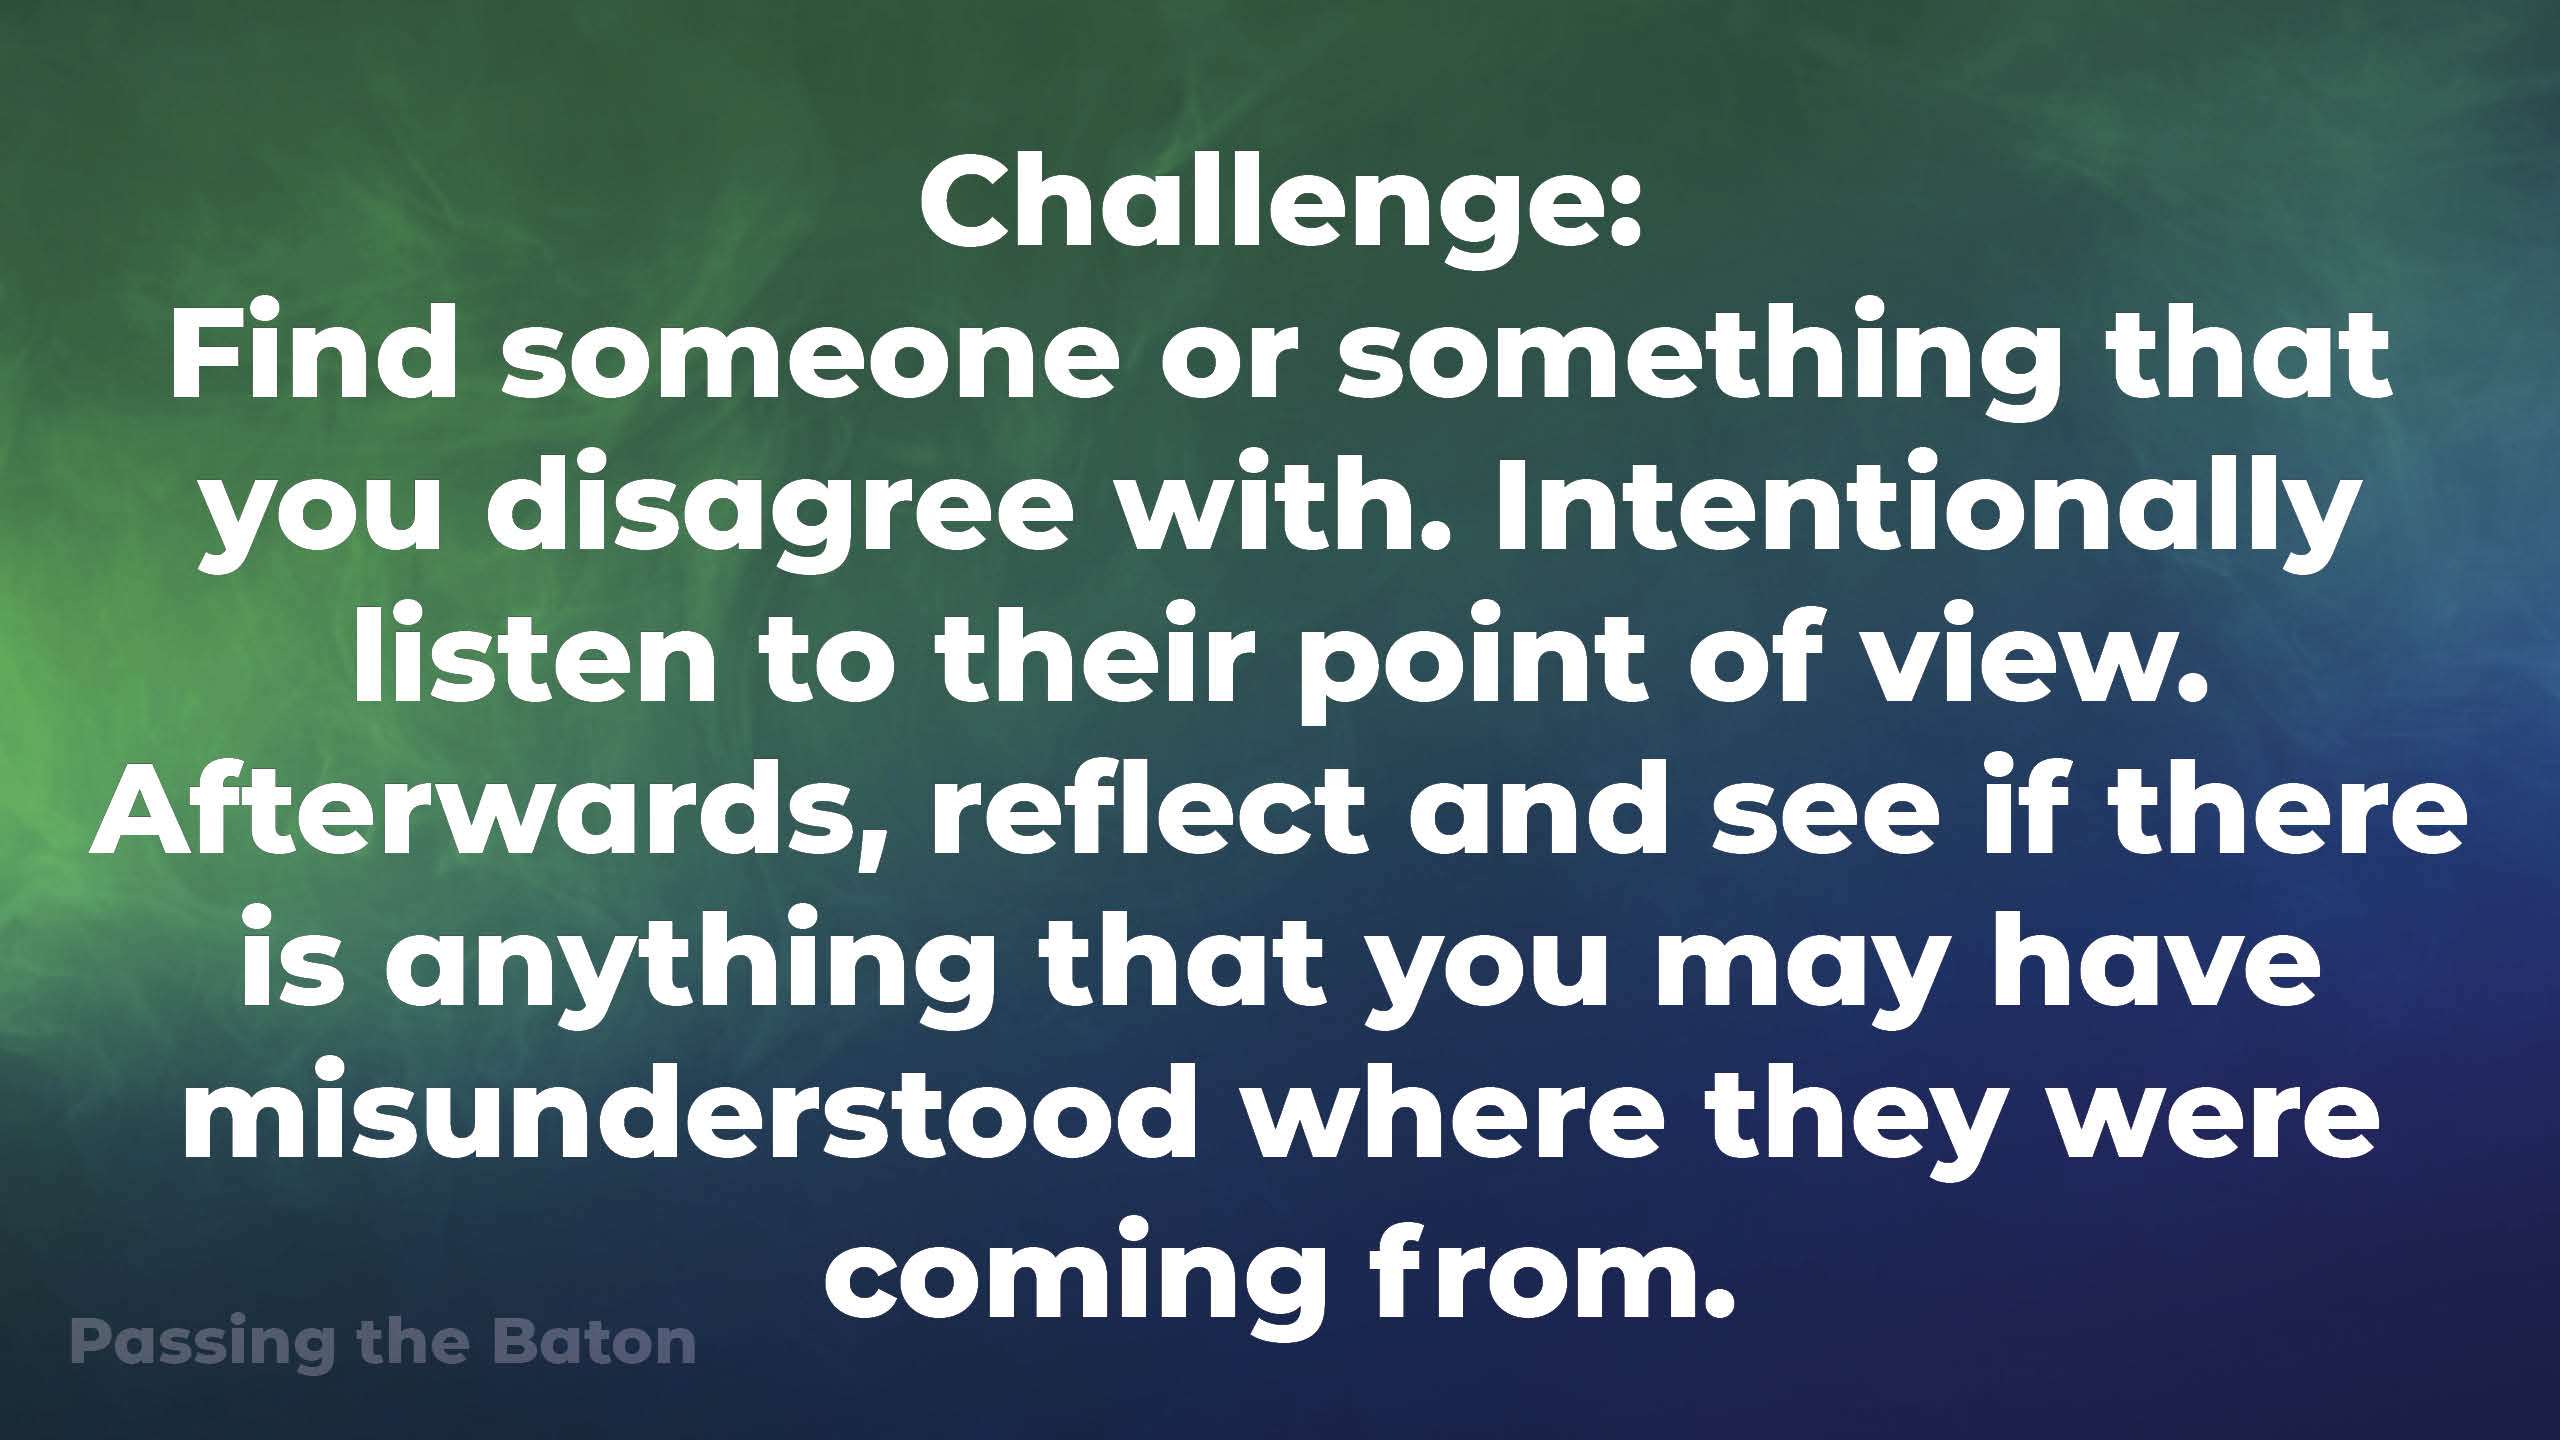 Challenge:
Find someone or something that
you disagree with. Intentionally
listen to their point of view.
Afterwards, reflect and see if there
is anything that you may have
misunderstood where they were
coming from.
Passing the Baton